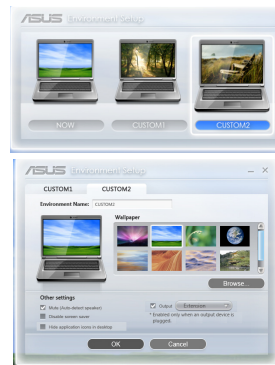 ASUS Environment Setup
NOW
CUSTOM1
CUSTOM2
ASUS Environment Setup
CUSTOM1 CUSTOM2
Environment Name: CUSTOM2
Wallpaper
Browse...
Other settings
Mute (Auto-detect speaker)
Disable screen saver
Hide application icons in desktop
Output Extension
* Enabled only when an output device is
plugged.
OK Cancel